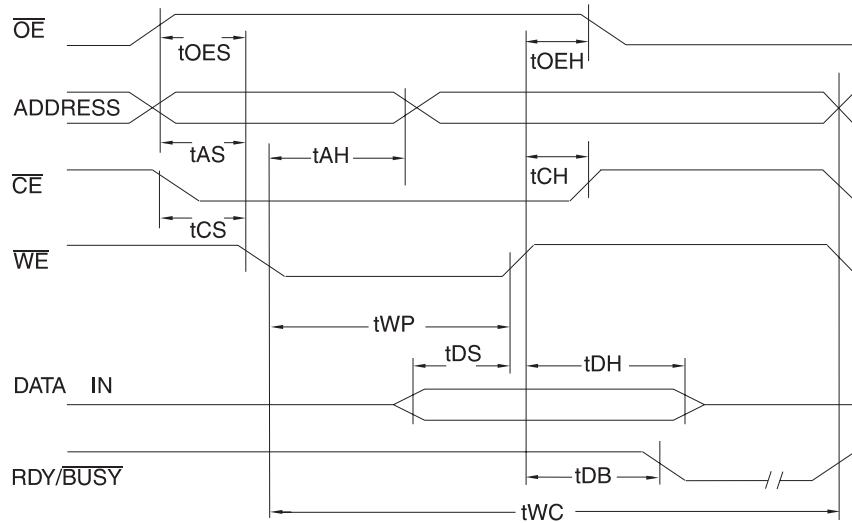 OE
tOES
tOEH
ADDRESS
tAS
tAH
tCH
CE
tCS
WE
tWP
tDS
tDH
DATA IN
RDY/BUSY
tDB
tWC